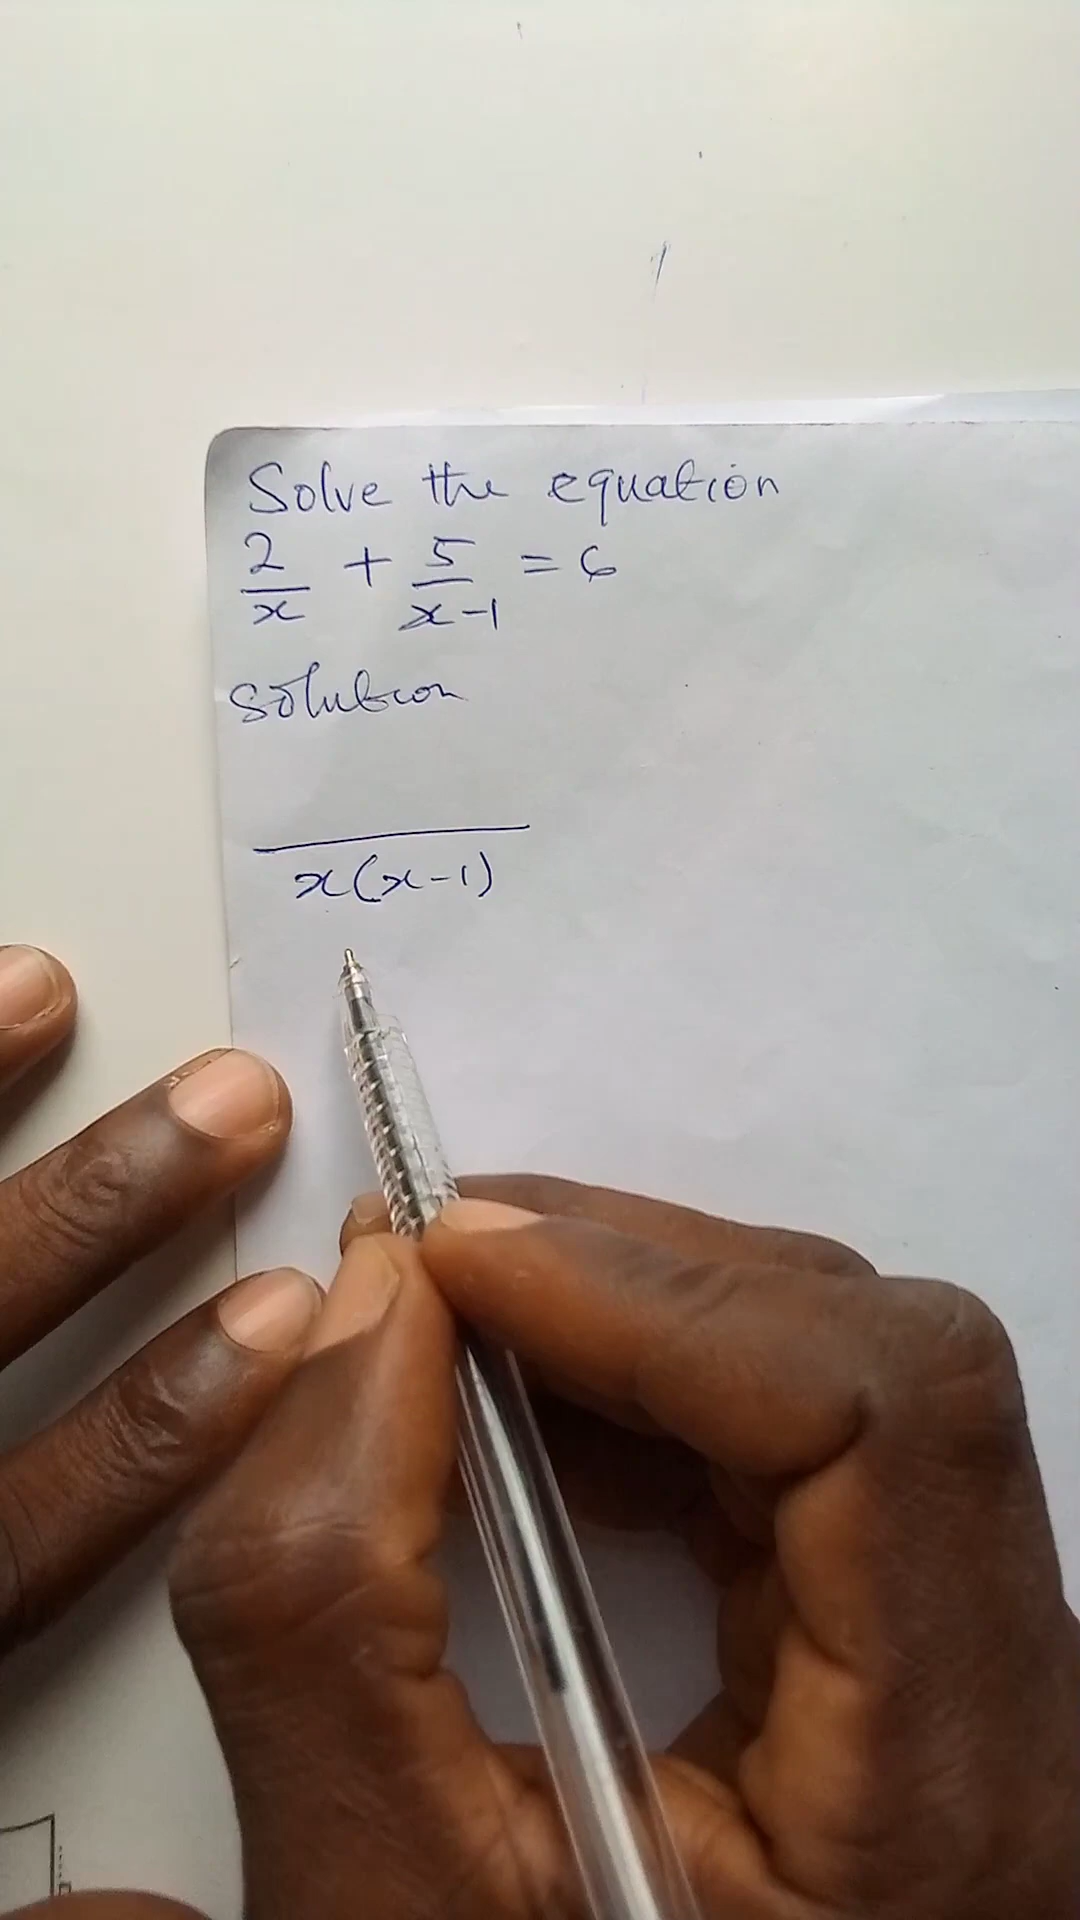 Solve the equation
2/x + 5/(x-1) = 6
solution
x(x-1)